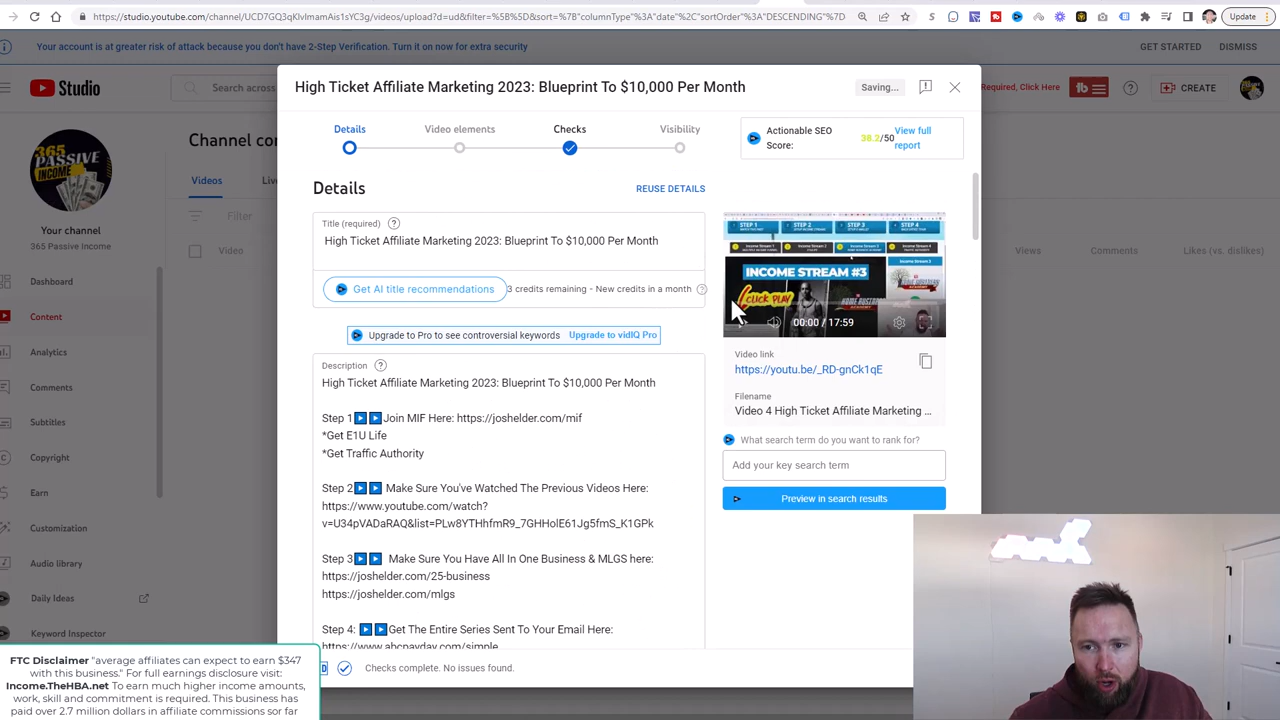 https://studio.youtube.com/channel/UCD7GQ3qKlvlmamAis1sYC3g/videos/upload?d=ud&filter=%5B%5D&sort=%7B"columnType"%3A"date"%2C"sortOrder"%3A"DESCENDING"%7D
Update
Your account is at greater risk of attack because you don't have 2-Step Verification. Turn it on now for extra security
GET STARTED
DISMISS
Studio
Search across
Required, Click Here
tb
CREATE
High Ticket Affiliate Marketing 2023: Blueprint To $10,000 Per Month
Saving...
Details
Video elements
Checks
Visibility
Actionable SEO Score:
38.2/50
View full report
365
PASSIVE
INCOME
Channel con
Videos
Liv
Filter
Video
Views
Comments
Likes (vs. dislikes)
Your channel
365 Passive Income
Dashboard
Content
Analytics
Comments
Subtitles
Copyright
Earn
Customization
Audio library
Daily Ideas
Keyword Inspector
Details
REUSE DETAILS
Title (required)
High Ticket Affiliate Marketing 2023: Blueprint To $10,000 Per Month
Get AI title recommendations
3 credits remaining - New credits in a month
Upgrade to Pro to see controversial keywords
Upgrade to vidIQ Pro
Description
High Ticket Affiliate Marketing 2023: Blueprint To $10,000 Per Month
Step 1▶️▶️Join MIF Here: https://joshelder.com/mif
*Get E1U Life
*Get Traffic Authority
Step 2▶️▶️ Make Sure You've Watched The Previous Videos Here:
https://www.youtube.com/watch?
v=U34pVADaRAQ&list=PLw8YTHhfmR9_7GHHolE61Jg5fmS_K1GPk
Step 3▶️▶️ Make Sure You Have All In One Business & MLGS here:
https://joshelder.com/25-business
https://joshelder.com/mlgs
Step 4: ▶️▶️Get The Entire Series Sent To Your Email Here:
https://www.abcpayday.com/simple
STEP 1
STEP 2
STEP 3
STEP 4
INCOME STREAM #3
CLICK PLAY
00:00 / 17:59
Video link
https://youtu.be/_RD-gnCk1qE
Filename
Video 4 High Ticket Affiliate Marketing ...
What search term do you want to rank for?
Add your key search term
Preview in search results
Checks complete. No issues found.
FTC Disclaimer "average affiliates can expect to earn $347
with this business." For full earnings disclosure visit:
Income.TheHBA.net To earn much higher income amounts,
work, skill and commitment is required. This business has
paid over 2.7 million dollars in affiliate commissions sor far